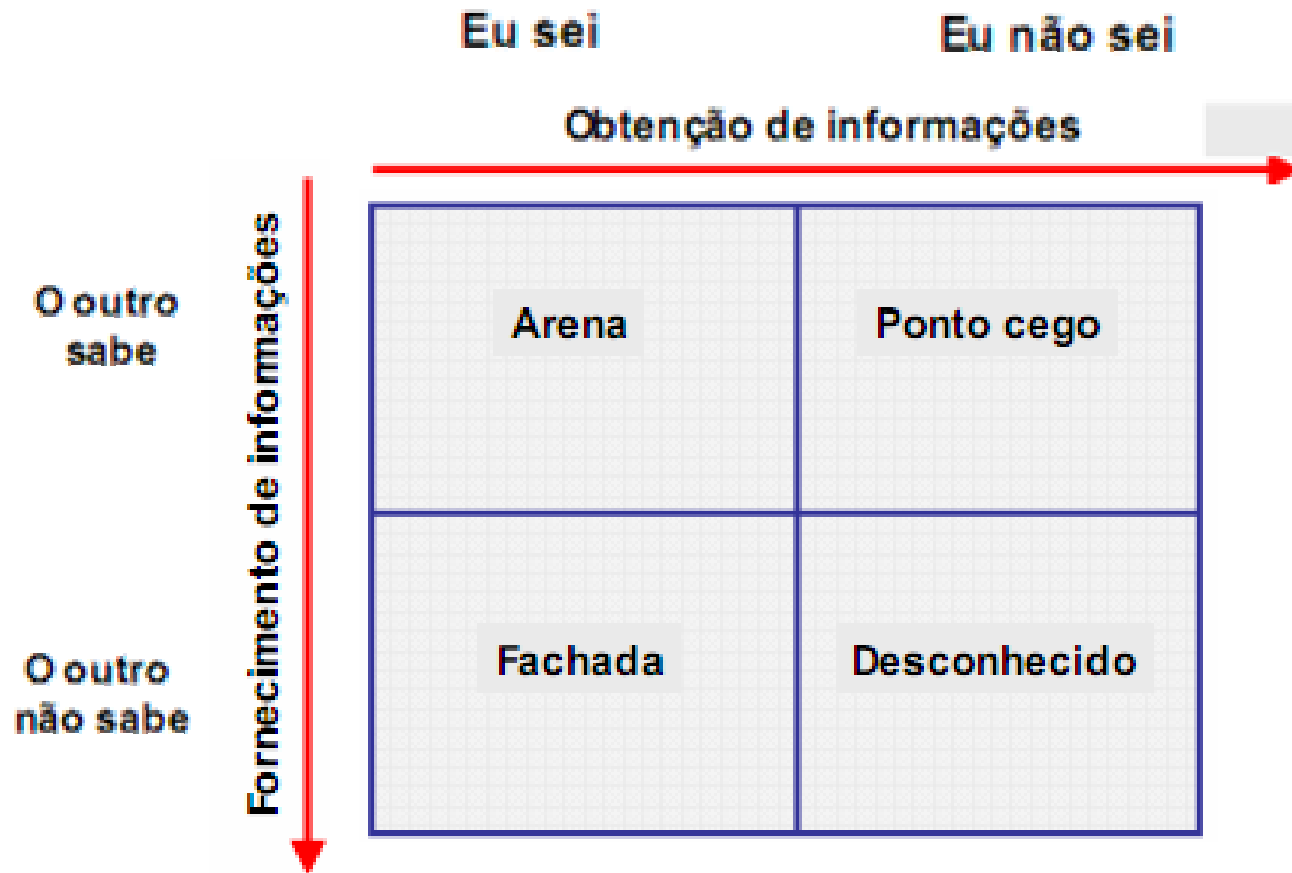 Eu sei
Eu não sei
Obtenção de informações
Fornecimento de informações
O outro
sabe
Arena
Ponto cego
O outro
não sabe
Fachada
Desconhecido